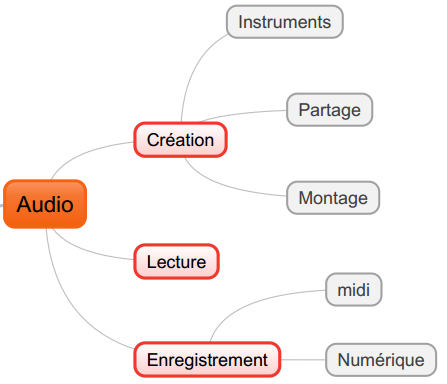 Instruments
Partage
Création
Montage
Audio
Lecture
midi
Enregistrement
Numérique